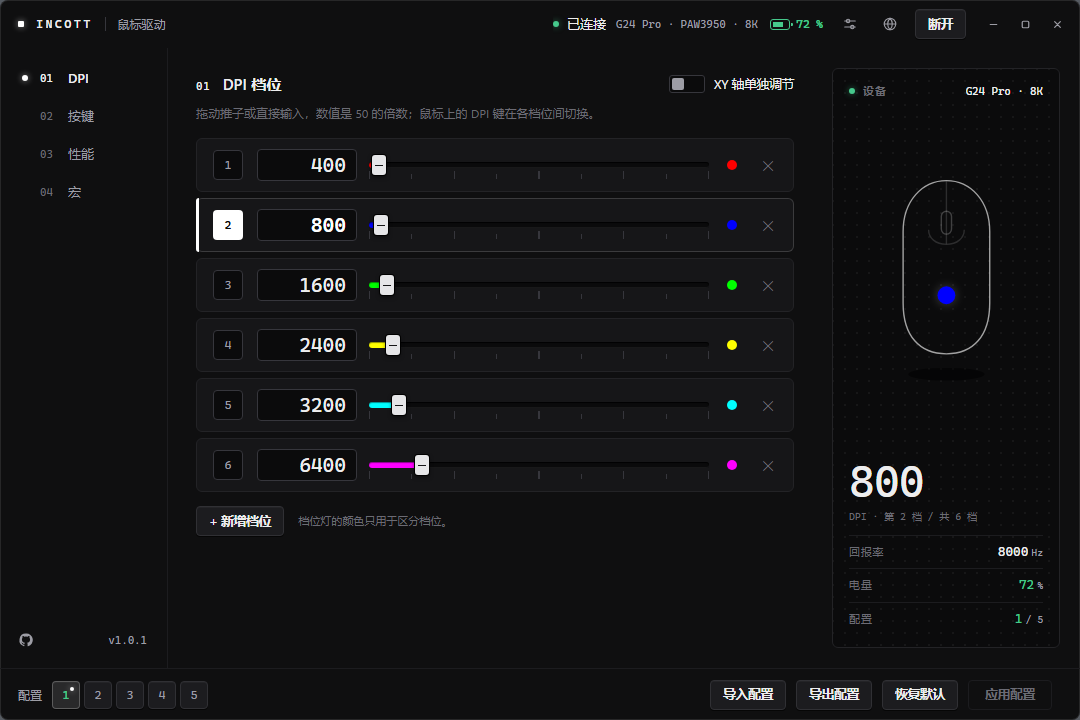 INCOTT 鼠标驱动 已连接 G24 Pro · PAW3950 · 8K 72 % 断开
01 DPI
02 按键
03 性能
04 宏
v1.0.1
01 DPI 档位 XY 轴单独调节
拖动推子或直接输入，数值是 50 的倍数；鼠标上的 DPI 键在各档位间切换。
1 400
2 800
3 1600
4 2400
5 3200
6 6400
+ 新增档位 档位灯的颜色只用于区分档位。
设备 G24 Pro · 8K
800
DPI · 第 2 档 / 共 6 档
回报率 8000 Hz
电量 72 %
配置 1 / 5
配置 1 2 3 4 5 导入配置 导出配置 恢复默认 应用配置